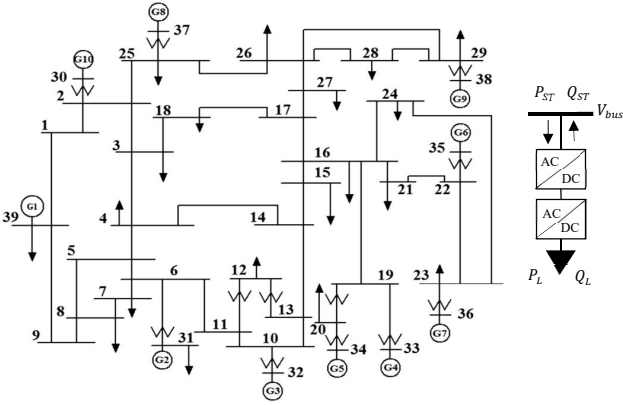 G8
37
25
26
28
29
G10
30
38
27
24
G9
2
18
17
G6
1
35
3
16
15
21
22
G1
39
4
14
5
6
12
19
23
7
13
8
11
20
36
9
31
10
34
33
G7
G2
32
G5
G4
G3
P_ST Q_ST
V_bus
AC
DC
AC
DC
P_L Q_L